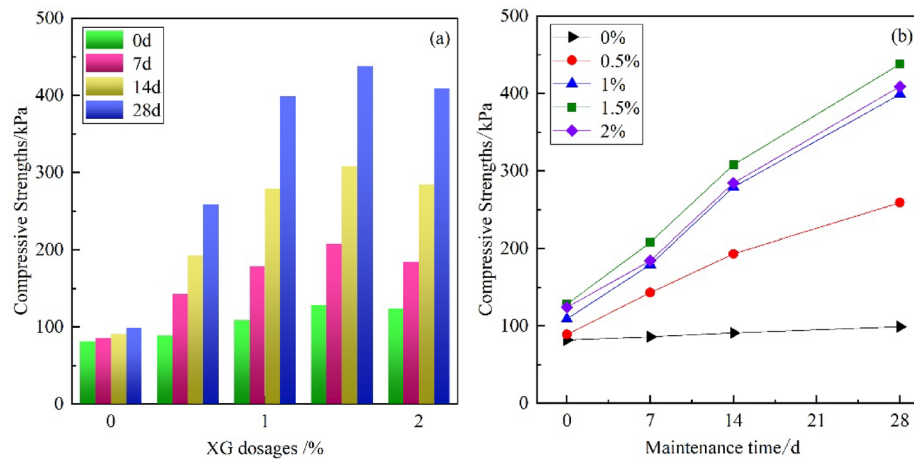 500
400
300
200
100
0
Compressive Strengths/kPa
0d
7d
14d
28d
(a)
0 1 2
XG dosages /%
500
400
300
200
100
0
Compressive Strengths/kPa
0%
0.5%
1%
1.5%
2%
(b)
0 7 14 21 28
Maintenance time/d